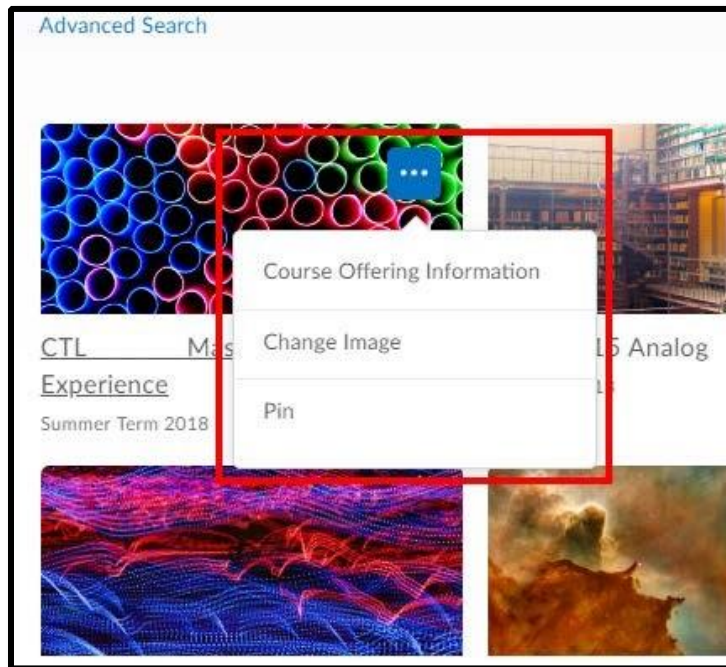 Advanced Search
Course Offering Information
CTL
Change Image
Analog
Experience
Pin
Summer Term 2018